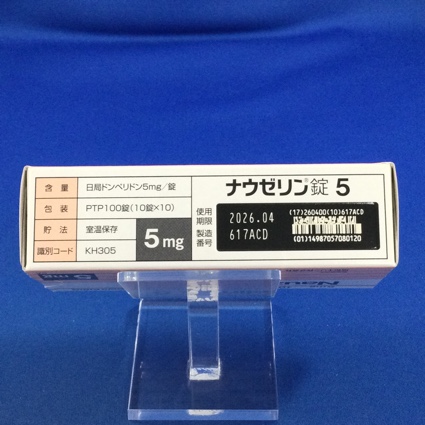 含量 日局ドンペリドン5mg/錠
包装 PTP100錠(10錠×10)
貯法 室温保存
識別コード KH305
5mg
ナウゼリン®錠 5
使用期限 2026.04
製造番号 617ACD
(17)260400(10)617ACD
(01)14987057080120